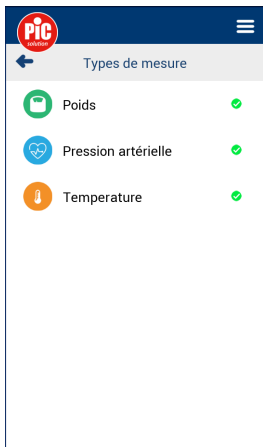 PiC
solution
Types de mesure
Poids
Pression artérielle
Temperature